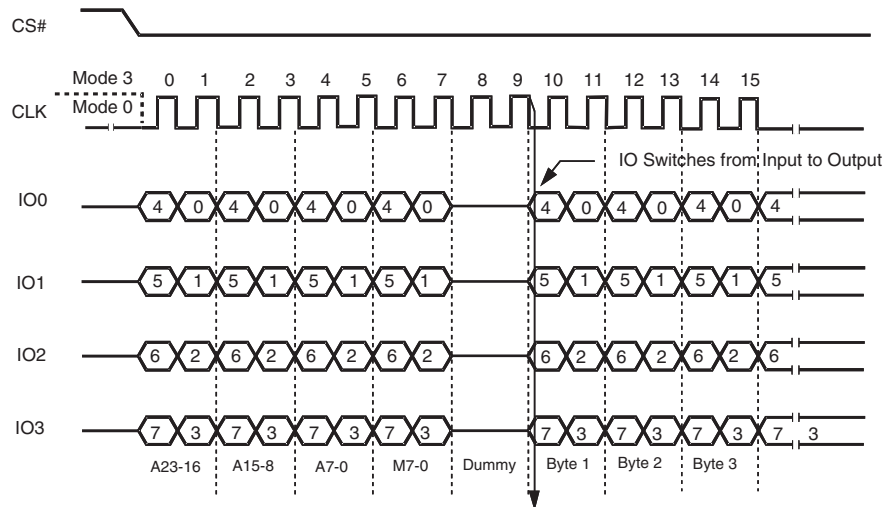 CS#
Mode 3
0 1 2 3 4 5 6 7 8 9 10 11 12 13 14 15
CLK
Mode 0
IO Switches from Input to Output
IO0 4 0 4 0 4 0 4 0 4 0 4 0 4 0 4
IO1 5 1 5 1 5 1 5 1 5 1 5 1 5 1 5
IO2 6 2 6 2 6 2 6 2 6 2 6 2 6 2 6
IO3 7 3 7 3 7 3 7 3 7 3 7 3 7 3 7 3
A23-16 A15-8 A7-0 M7-0 Dummy Byte 1 Byte 2 Byte 3